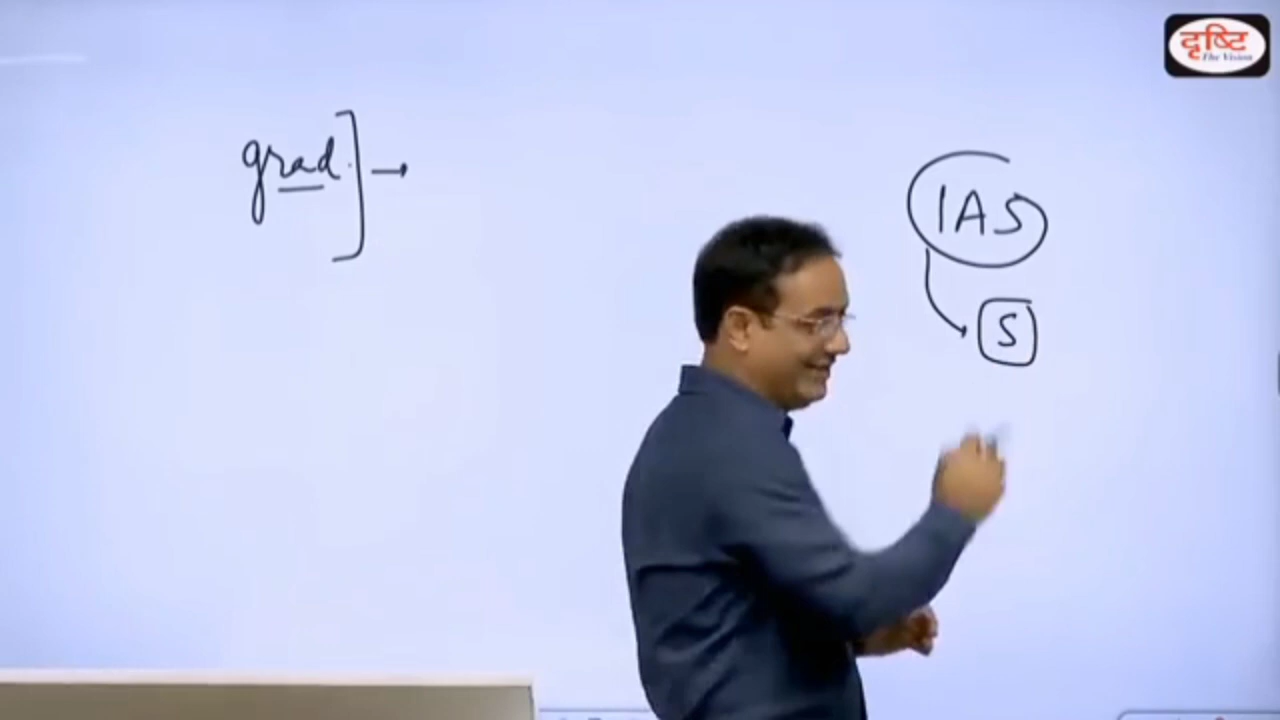 दृष्टि
The Vision
grad.] →
IAS
S